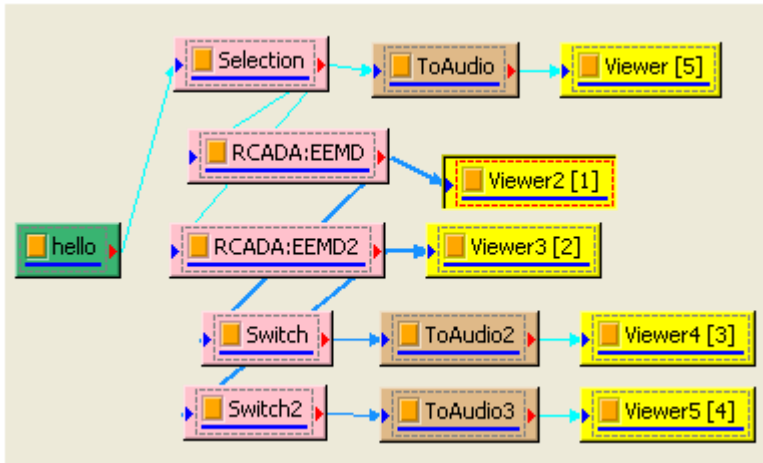 Selection
ToAudio
Viewer [5]
RCADA:EEMD
Viewer2 [1]
hello
RCADA:EEMD2
Viewer3 [2]
Switch
ToAudio2
Viewer4 [3]
Switch2
ToAudio3
Viewer5 [4]